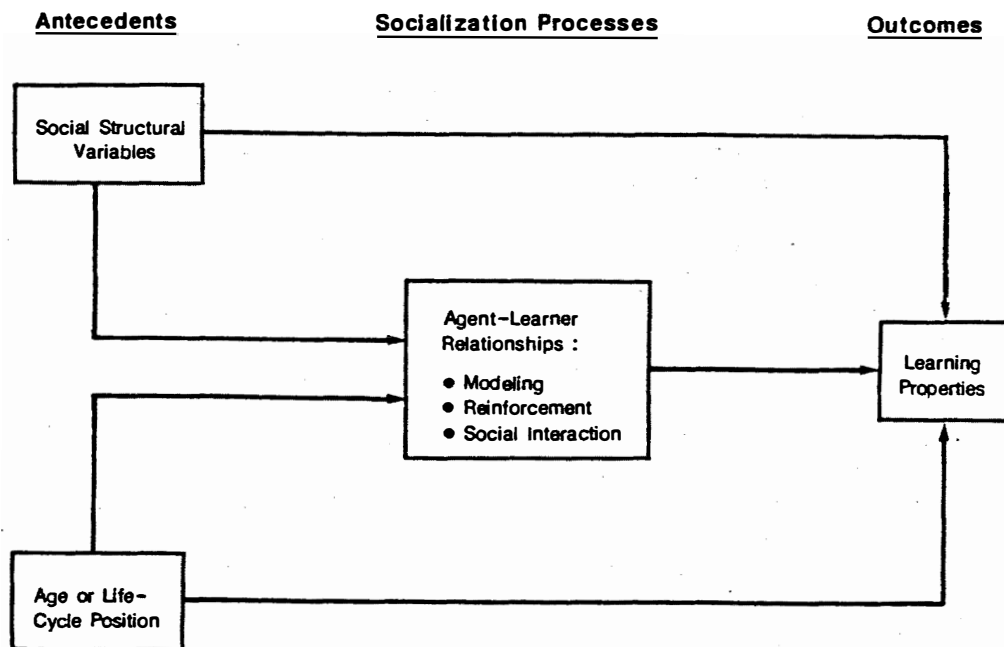 Antecedents
Socialization Processes
Outcomes
Social Structural
Variables
Agent-Learner
Relationships :
● Modeling
● Reinforcement
● Social Interaction
Learning
Properties
Age or Life-
Cycle Position